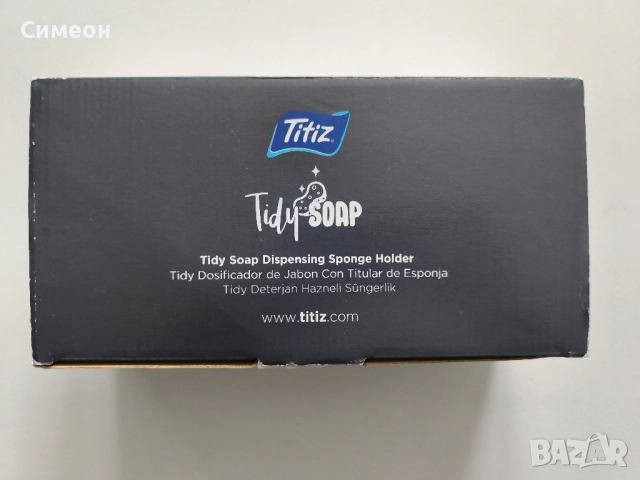 Симеон
Titiz
Tidy SOAP
Tidy Soap Dispensing Sponge Holder
Tidy Dosificador de Jabon Con Titular de Esponja
Tidy Deterjan Hazneli Süngerlik
www.titiz.com
BAZAR